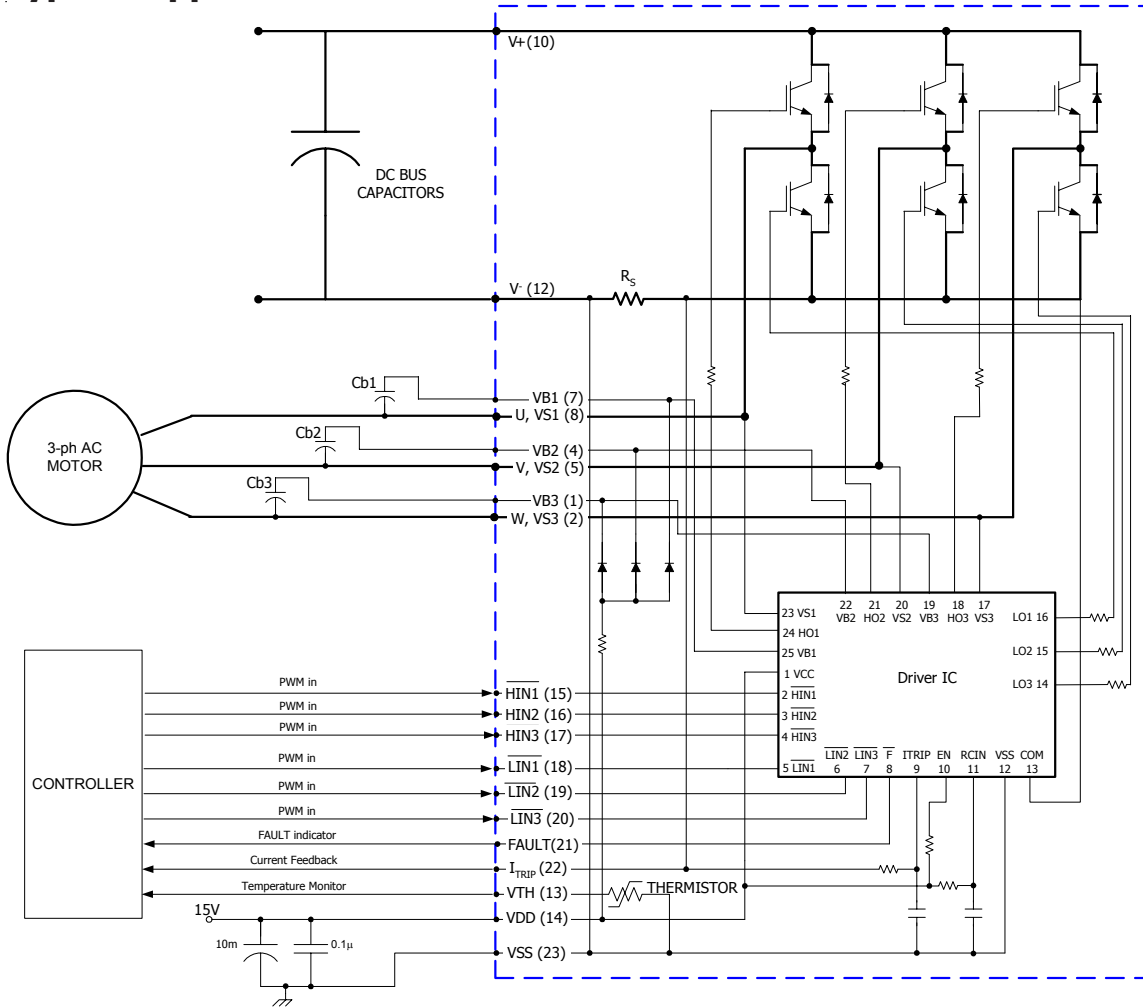 V+(10)
DC BUS
CAPACITORS
V- (12)
RS
Cb1
VB1 (7)
U, VS1 (8)
3-ph AC
MOTOR
Cb2
VB2 (4)
V, VS2 (5)
Cb3
VB3 (1)
W, VS3 (2)
23 VS1
22
VB2
21
HO2
20
VS2
19
VB3
18
HO3
17
VS3
LO1 16
24 HO1
25 VB1
LO2 15
1 VCC
Driver IC
LO3 14
2 HIN1
3 HIN2
4 HIN3
5 LIN1
LIN2
6
LIN3
7
F
8
ITRIP
9
EN
10
RCIN
11
VSS
12
COM
13
CONTROLLER
PWM in
HIN1 (15)
PWM in
HIN2 (16)
PWM in
HIN3 (17)
PWM in
LIN1 (18)
PWM in
LIN2 (19)
PWM in
LIN3 (20)
FAULT indicator
FAULT(21)
Current Feedback
ITRIP (22)
Temperature Monitor
VTH (13)
THERMISTOR
15V
VDD (14)
10m
0.1µ
VSS (23)